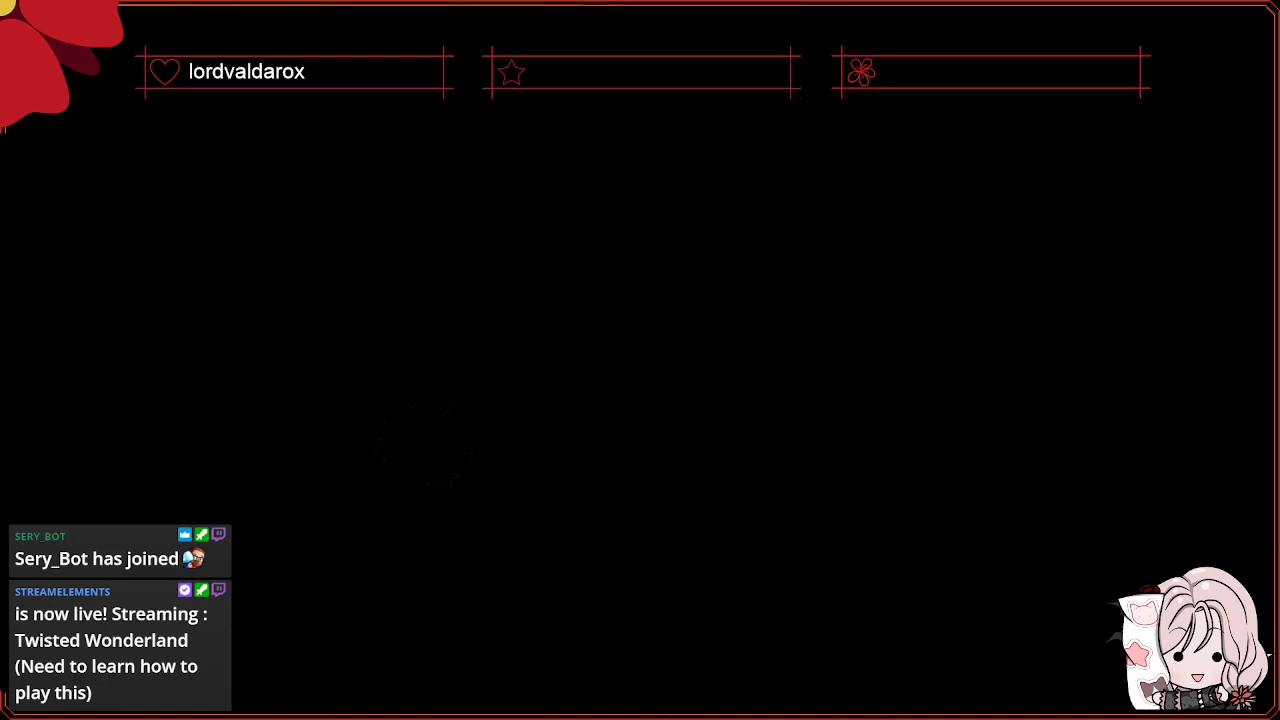 lordvaldarox
SERY_BOT
Sery_Bot has joined
STREAMELEMENTS
is now live! Streaming :
Twisted Wonderland
(Need to learn how to
play this)